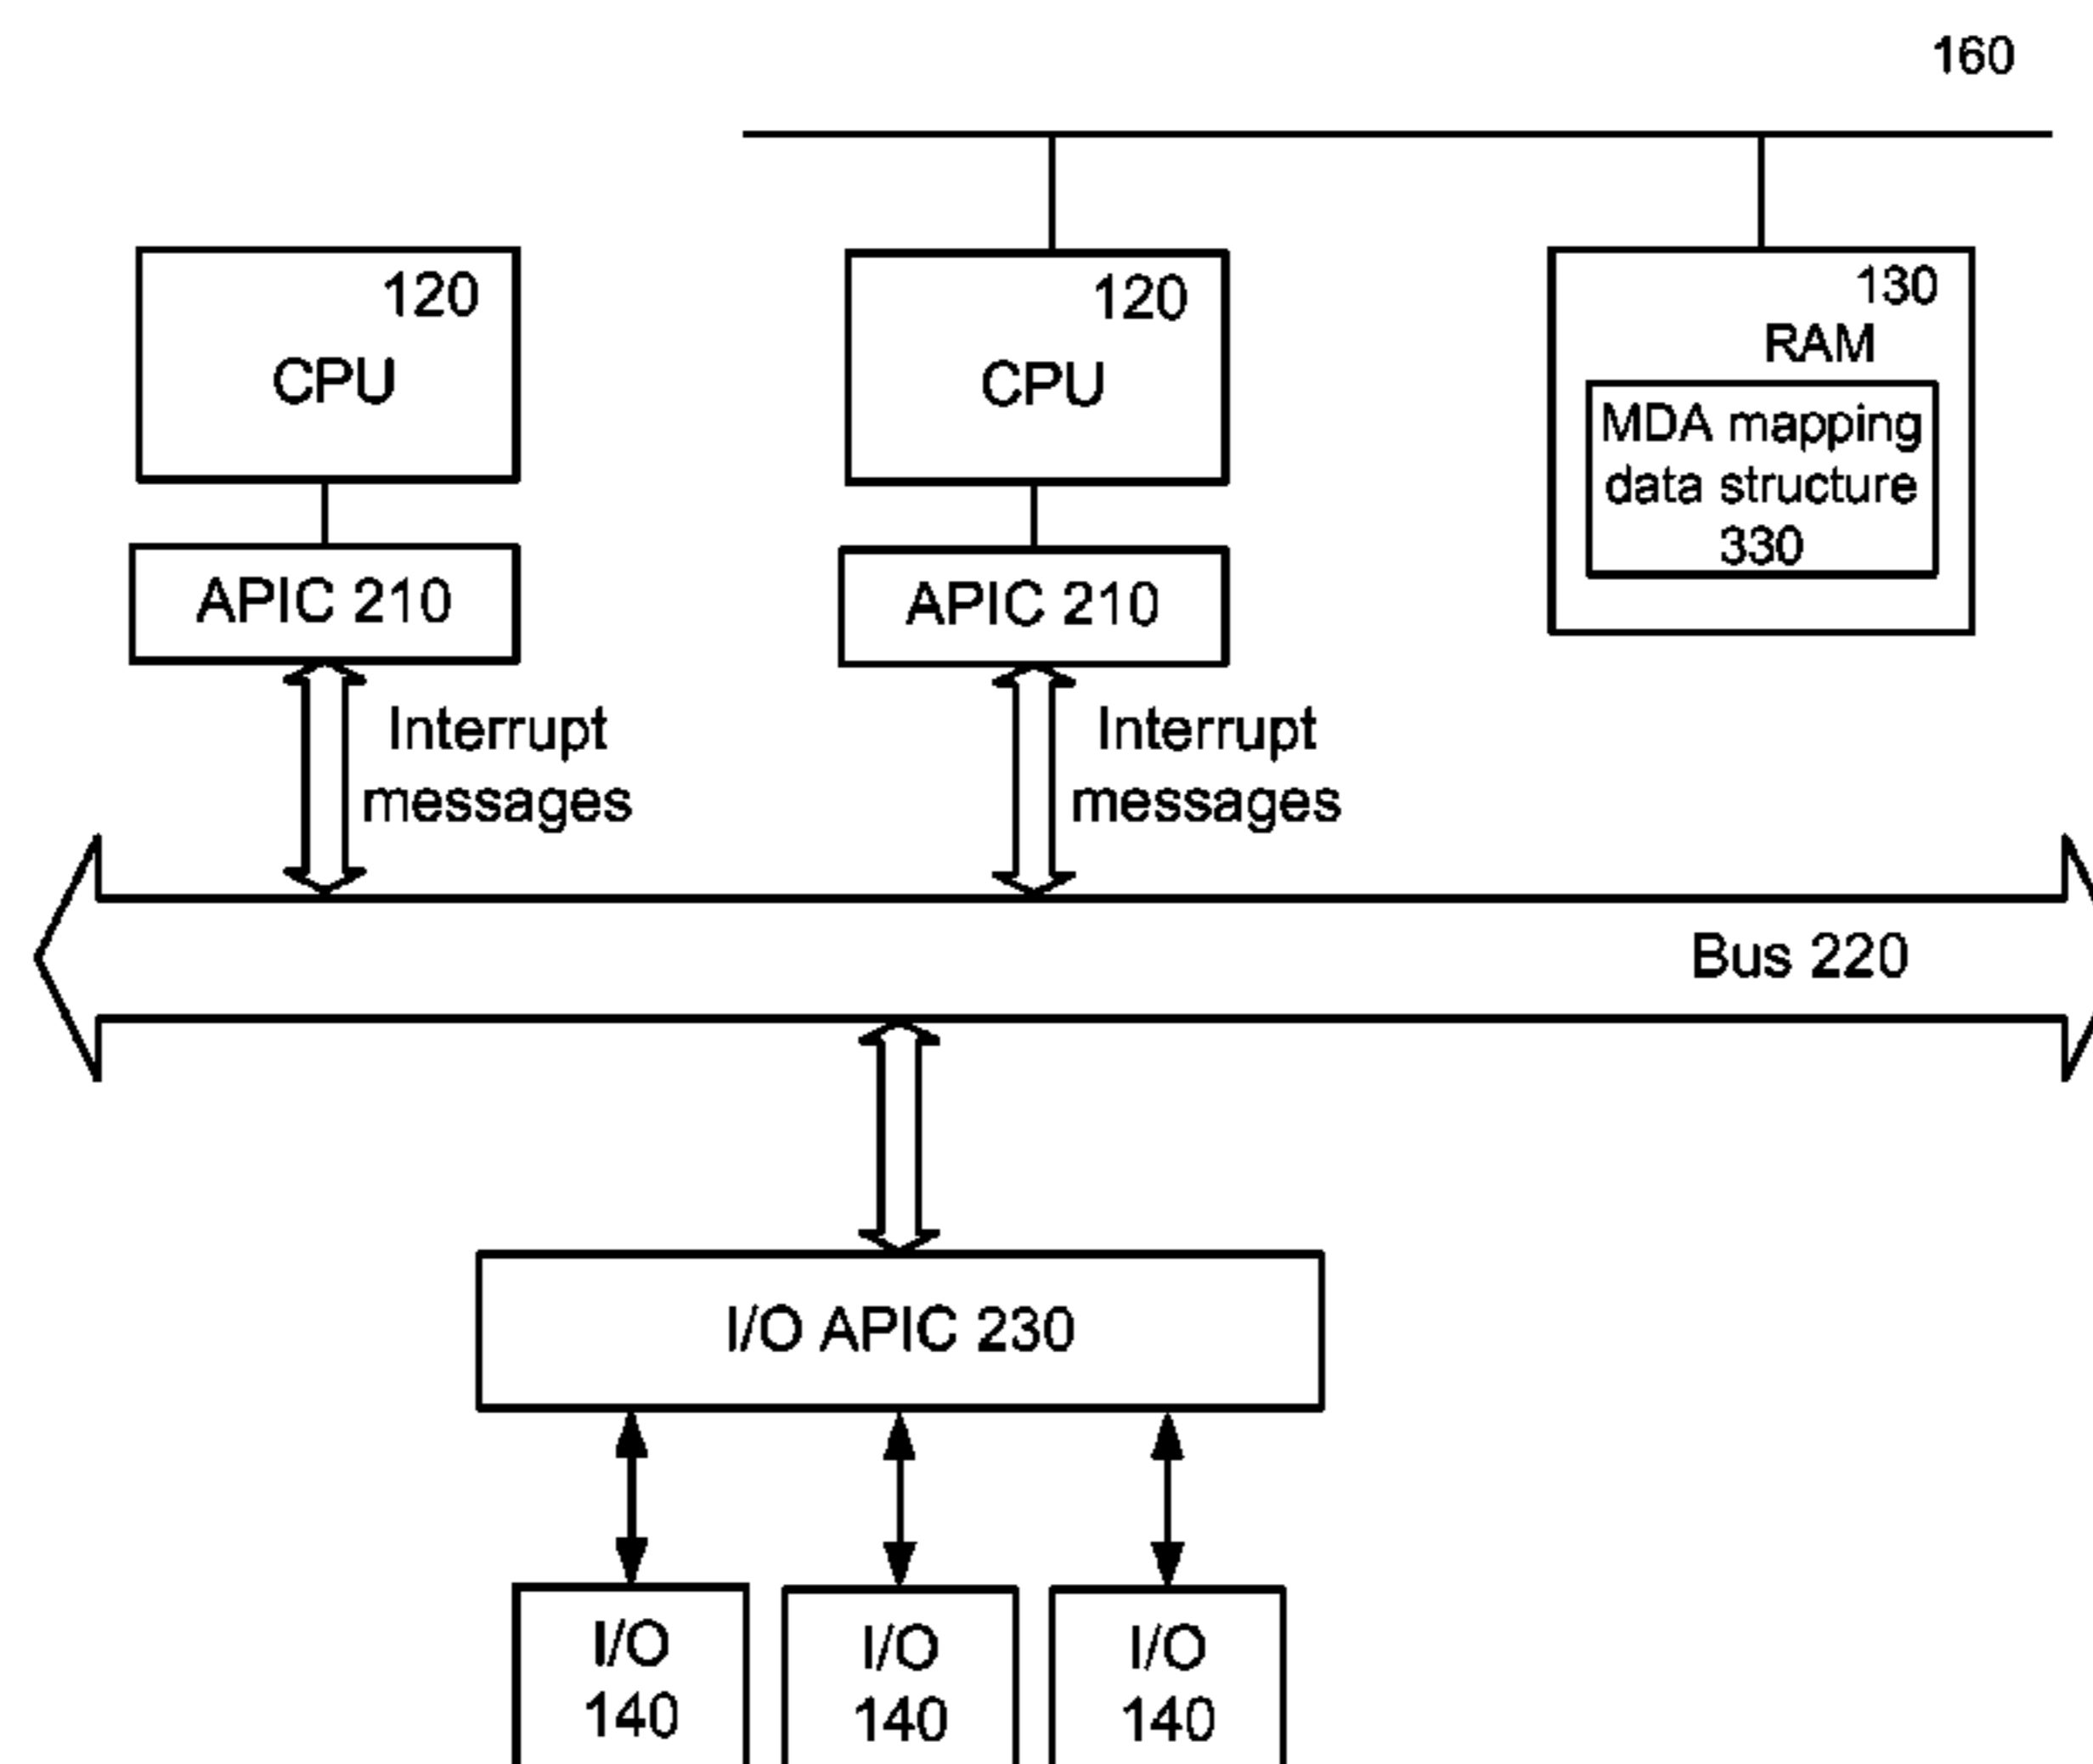 160
120
CPU
120
CPU
130
RAM
MDA mapping
data structure
330
APIC 210
APIC 210
Interrupt
messages
Interrupt
messages
Bus 220
I/O APIC 230
I/O
140
I/O
140
I/O
140